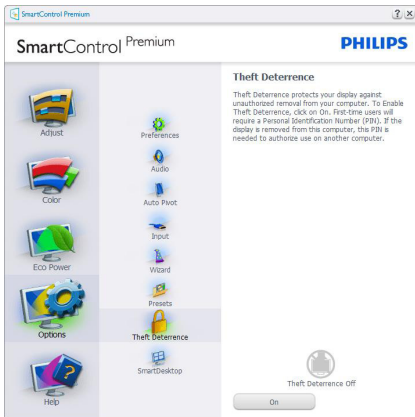 SmartControl Premium
SmartControl Premium
PHILIPS
Adjust
Color
Eco Power
Options
Help
Preferences
Audio
Auto Pivot
Input
Wizard
Presets
Theft Deterrence
SmartDesktop
Theft Deterrence
Theft Deterrence protects your display against
unauthorized removal from your computer. To Enable
Theft Deterrence, click on On. First-time users will
require a Personal Identification Number (PIN). If the
display is removed from this computer, this PIN is
needed to authorize use on another computer.
Theft Deterrence Off
On